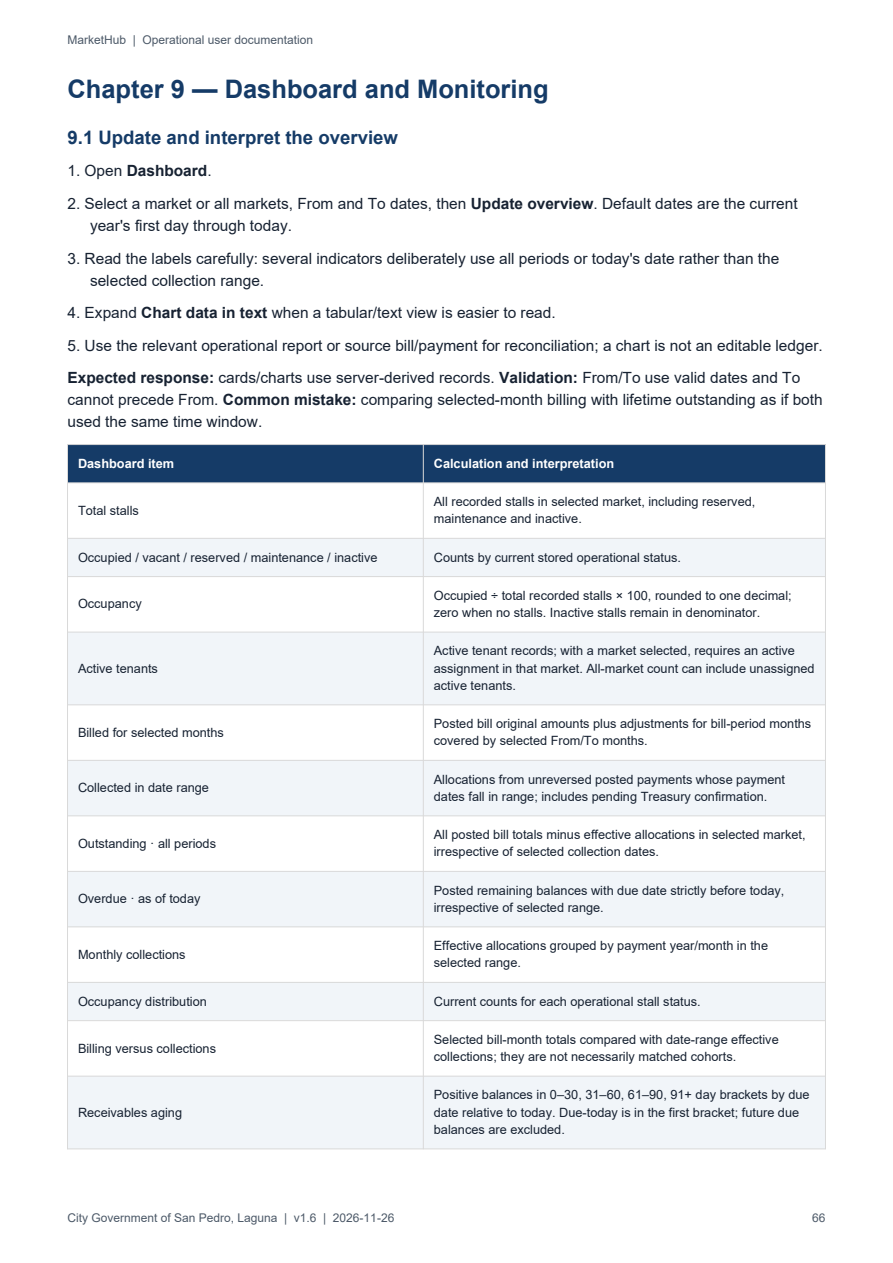 MarketHub | Operational user documentation
Chapter 9 — Dashboard and Monitoring
9.1 Update and interpret the overview
1. Open Dashboard.
2. Select a market or all markets, From and To dates, then Update overview. Default dates are the current
year's first day through today.
3. Read the labels carefully: several indicators deliberately use all periods or today's date rather than the
selected collection range.
4. Expand Chart data in text when a tabular/text view is easier to read.
5. Use the relevant operational report or source bill/payment for reconciliation; a chart is not an editable ledger.
Expected response: cards/charts use server-derived records. Validation: From/To use valid dates and To
cannot precede From. Common mistake: comparing selected-month billing with lifetime outstanding as if both
used the same time window.
Dashboard item
Calculation and interpretation
Total stalls
All recorded stalls in selected market, including reserved,
maintenance and inactive.
Occupied / vacant / reserved / maintenance / inactive
Counts by current stored operational status.
Occupancy
Occupied ÷ total recorded stalls × 100, rounded to one decimal;
zero when no stalls. Inactive stalls remain in denominator.
Active tenants
Active tenant records; with a market selected, requires an active
assignment in that market. All-market count can include unassigned
active tenants.
Billed for selected months
Posted bill original amounts plus adjustments for bill-period months
covered by selected From/To months.
Collected in date range
Allocations from unreversed posted payments whose payment
dates fall in range; includes pending Treasury confirmation.
Outstanding · all periods
All posted bill totals minus effective allocations in selected market,
irrespective of selected collection dates.
Overdue · as of today
Posted remaining balances with due date strictly before today,
irrespective of selected range.
Monthly collections
Effective allocations grouped by payment year/month in the
selected range.
Occupancy distribution
Current counts for each operational stall status.
Billing versus collections
Selected bill-month totals compared with date-range effective
collections; they are not necessarily matched cohorts.
Receivables aging
Positive balances in 0–30, 31–60, 61–90, 91+ day brackets by due
date relative to today. Due-today is in the first bracket; future due
balances are excluded.
City Government of San Pedro, Laguna | v1.6 | 2026-11-26
66